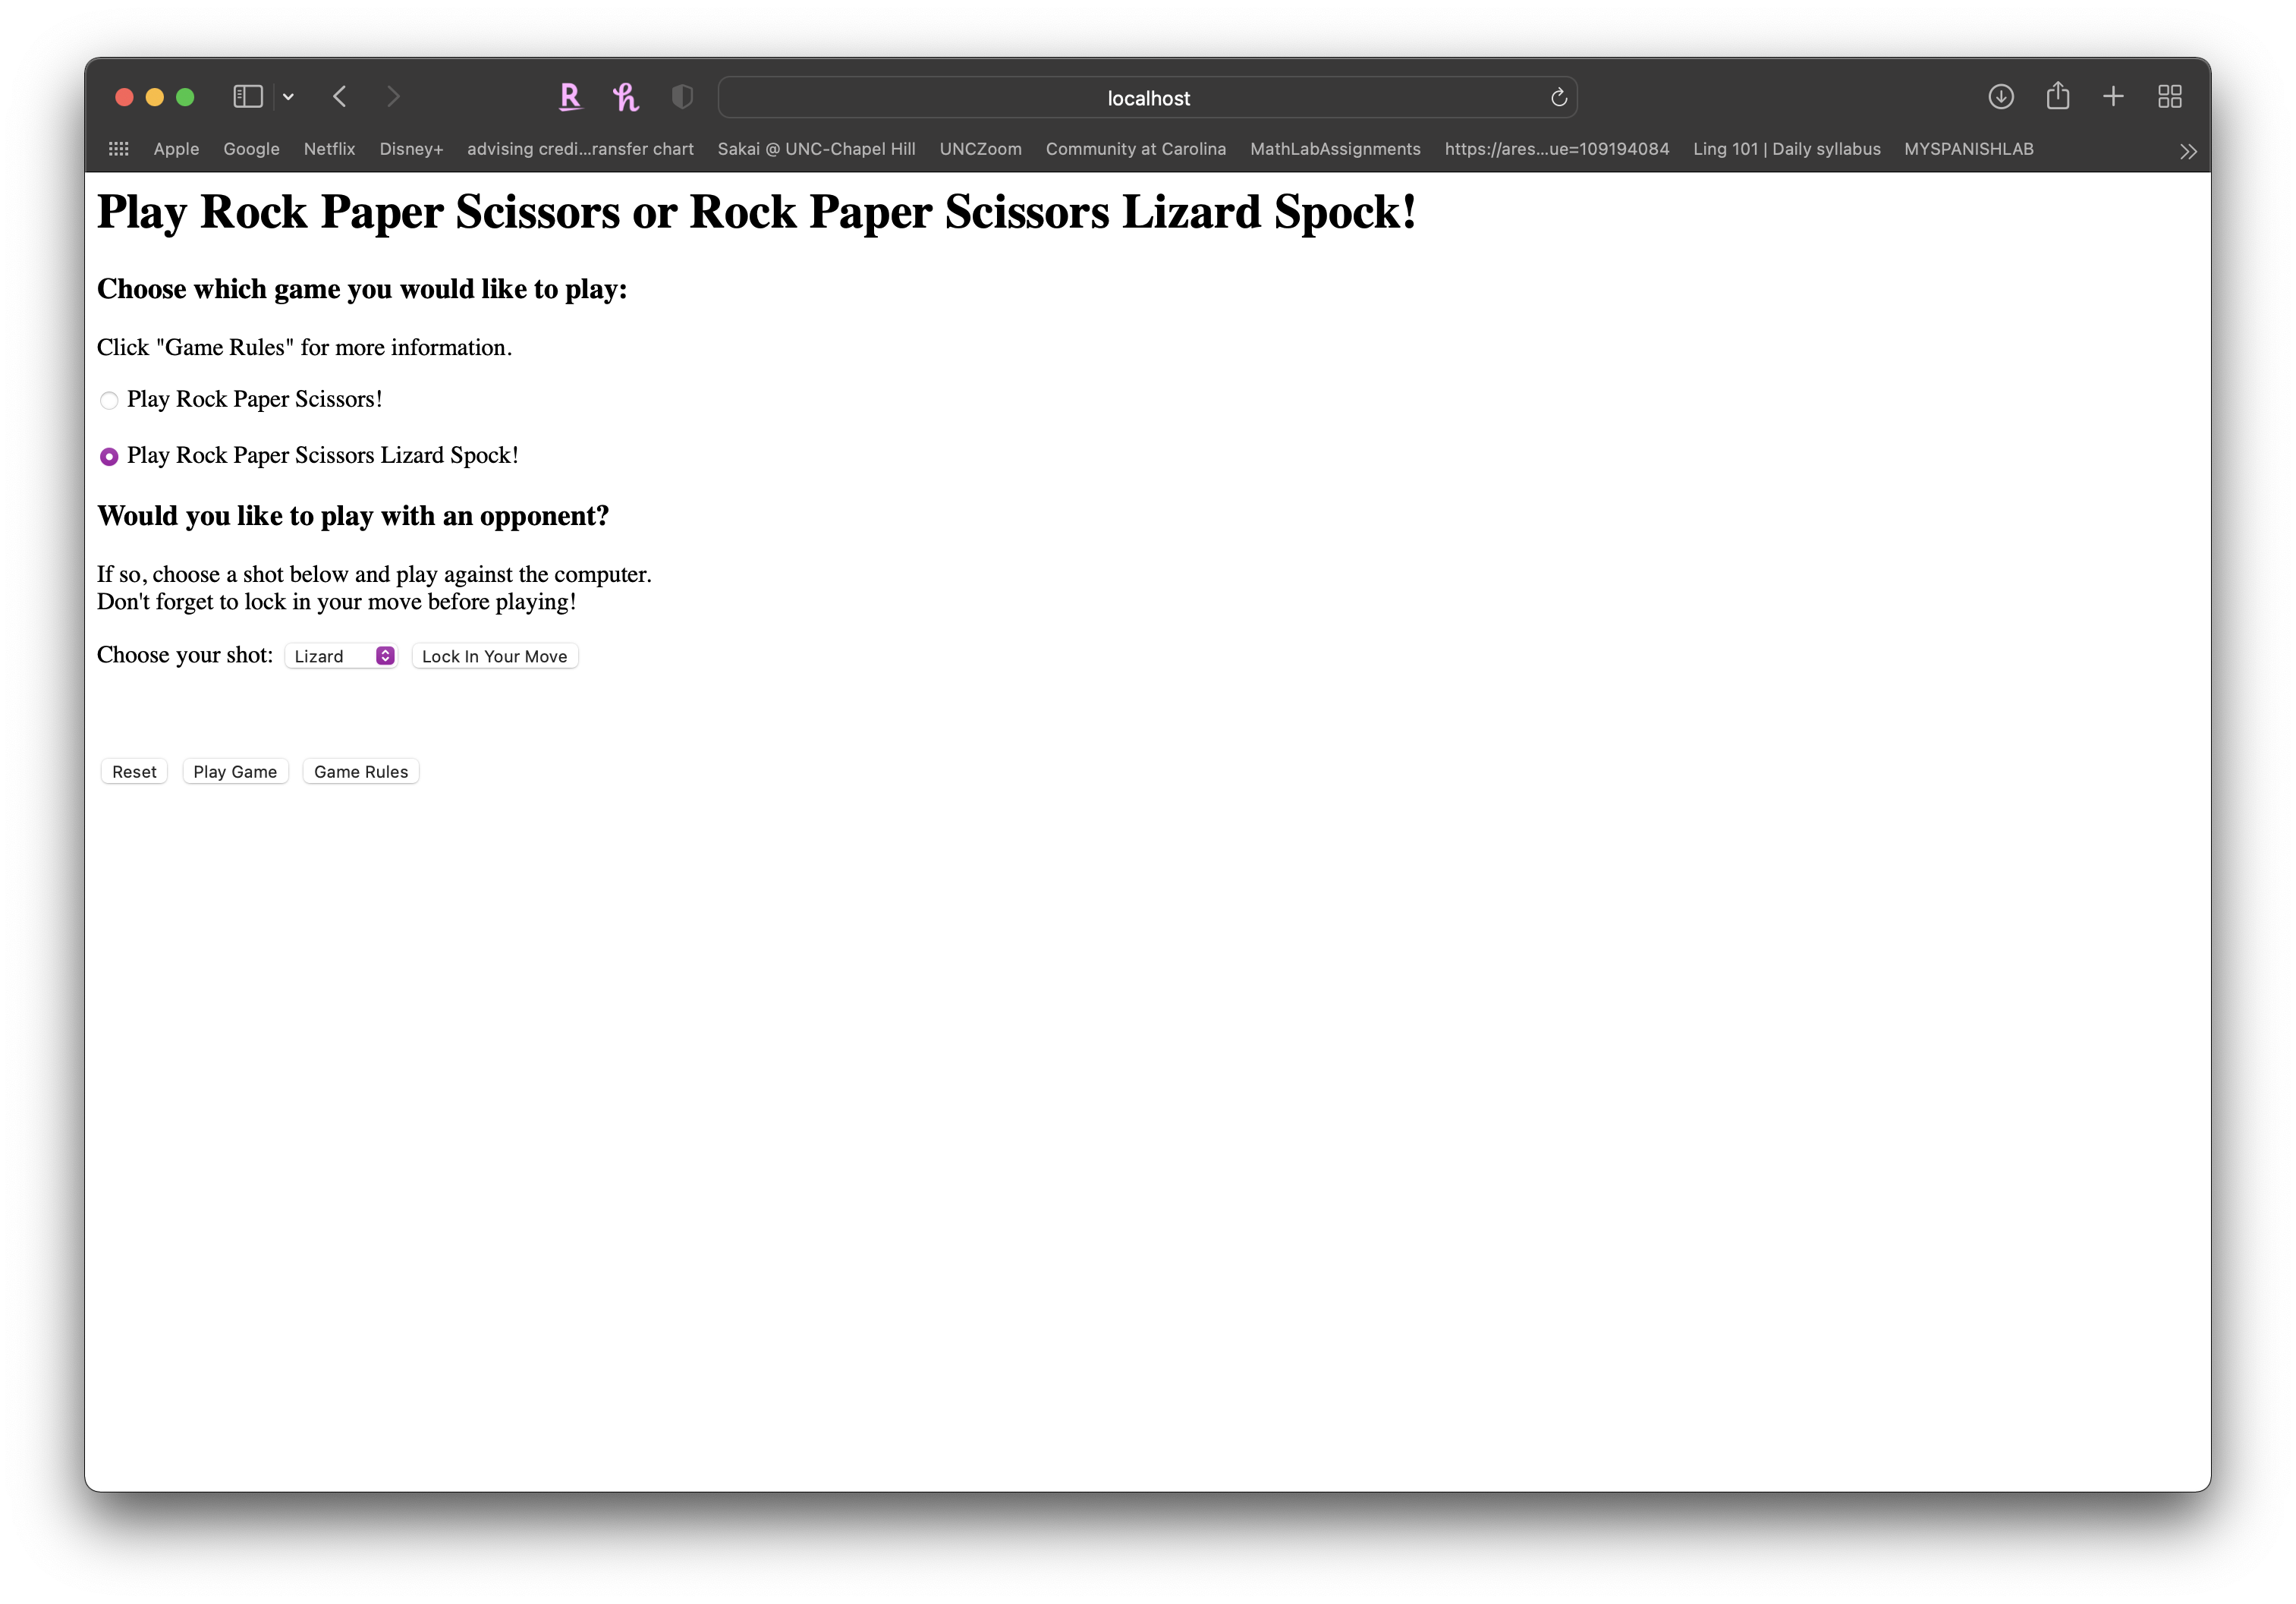 localhost
Apple Google Netflix Disney+ advising credi...ransfer chart Sakai @ UNC-Chapel Hill UNCZoom Community at Carolina MathLabAssignments https://ares...ue=109194084 Ling 101 | Daily syllabus MYSPANISHLAB
Play Rock Paper Scissors or Rock Paper Scissors Lizard Spock!
Choose which game you would like to play:
Click "Game Rules" for more information.
Play Rock Paper Scissors!
Play Rock Paper Scissors Lizard Spock!
Would you like to play with an opponent?
If so, choose a shot below and play against the computer.
Don't forget to lock in your move before playing!
Choose your shot: Lizard Lock In Your Move
Reset Play Game Game Rules